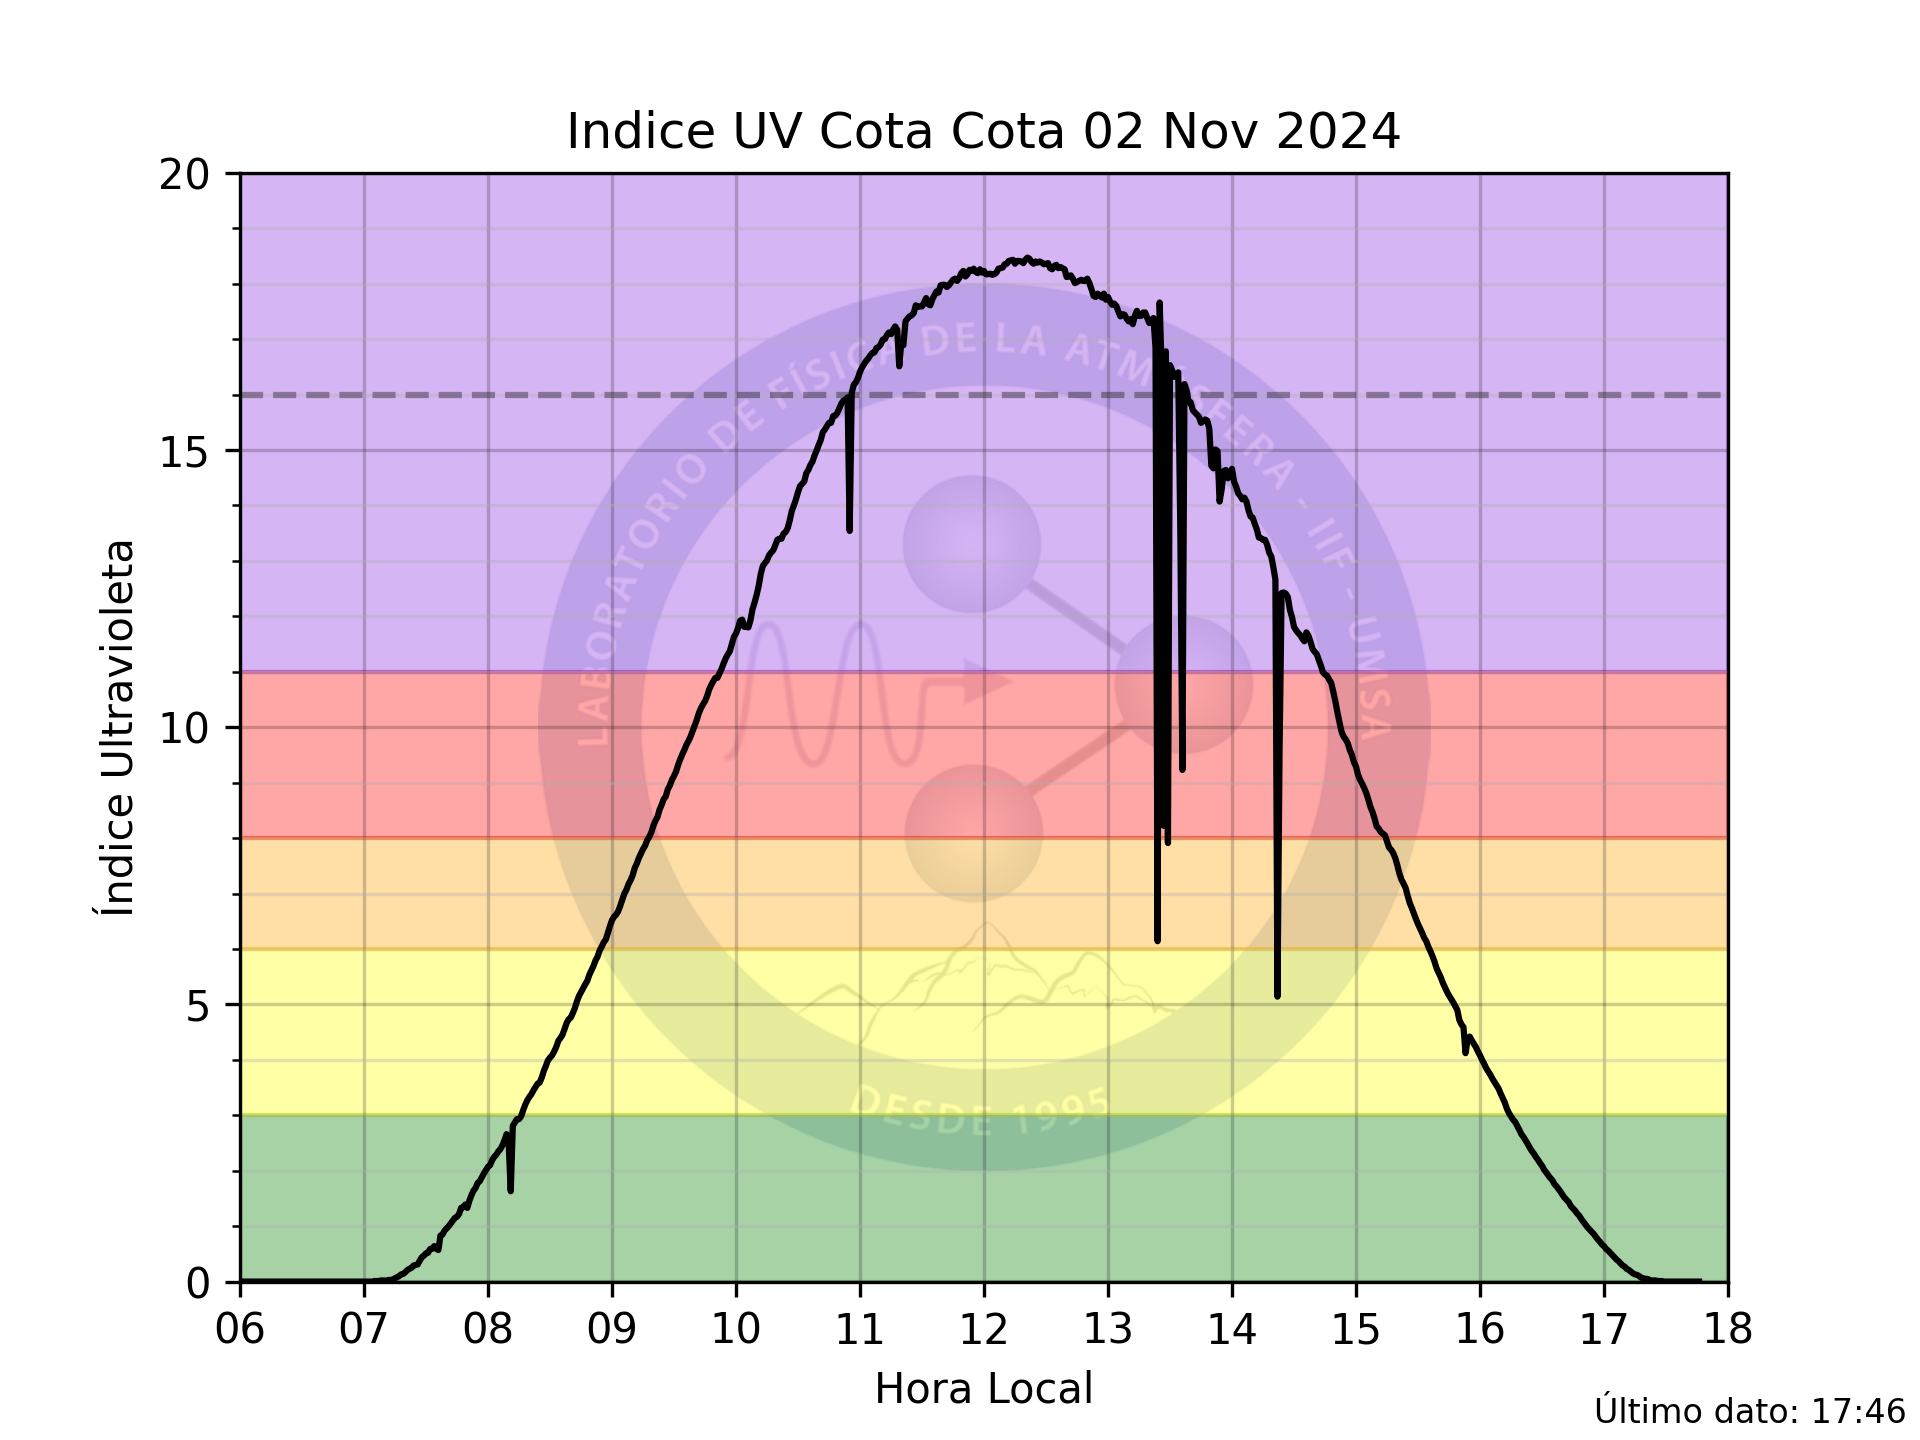 Indice UV Cota Cota 02 Nov 2024
20
15
10
5
0
Índice Ultravioleta
LABORATORIO DE FÍSICA DE LA ATMÓSFERA - IIF - UMSA
DESDE 1995
06 07 08 09 10 11 12 13 14 15 16 17 18
Hora Local
Último dato: 17:46